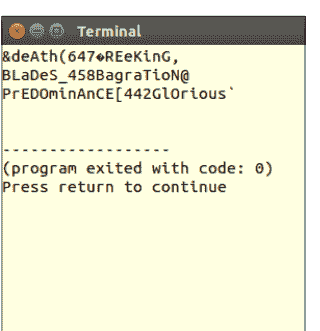 Terminal
&deAth(647�REeKinG,
BLaDeS_458BagraTioN@
PrEDOminAnCE[442GlOrious`
------------------
(program exited with code: 0)
Press return to continue